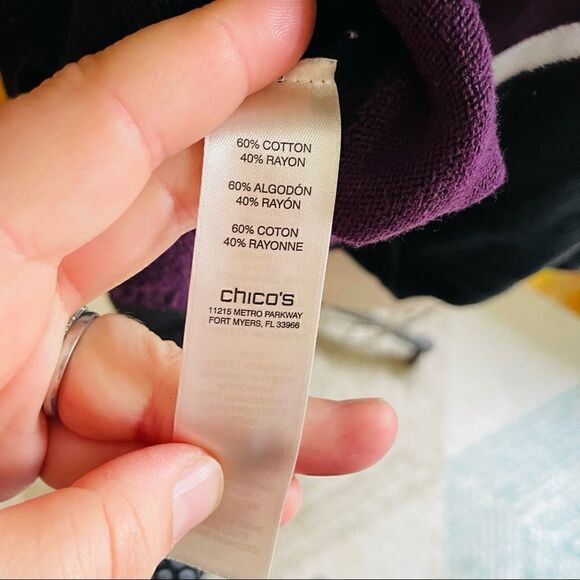 60% COTTON
40% RAYON
60% ALGODÓN
40% RAYÓN
60% COTON
40% RAYONNE
chico's
11215 METRO PARKWAY
FORT MYERS, FL 33966